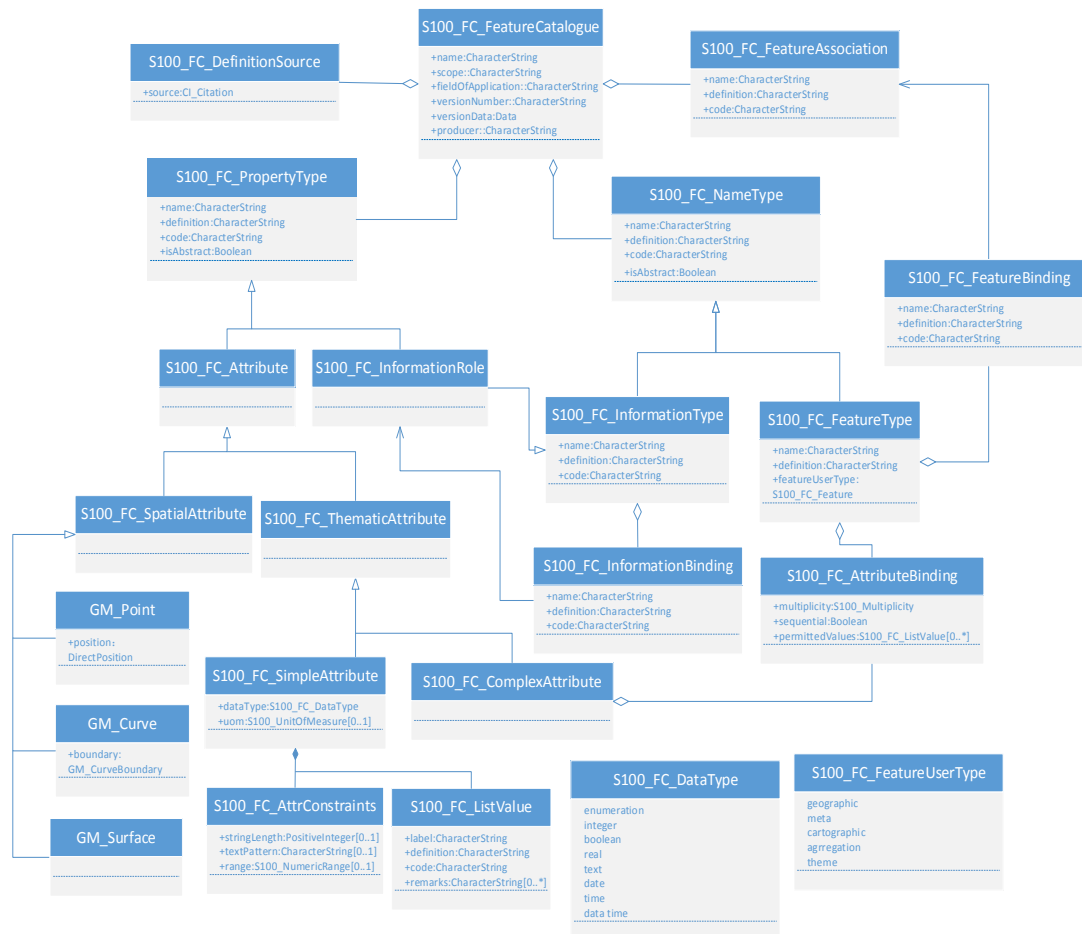 S100_FC_FeatureCatalogue
+name:CharacterString
+scope::CharacterString
+fieldOfApplication::CharacterString
+versionNumber::CharacterString
+versionData:Data
+producer::CharacterString
S100_FC_DefinitionSource
+source:CI_Citation
S100_FC_FeatureAssociation
+name:CharacterString
+definition:CharacterString
+code:CharacterString
S100_FC_PropertyType
+name:CharacterString
+definition:CharacterString
+code:CharacterString
+isAbstract:Boolean
S100_FC_NameType
+name:CharacterString
+definition:CharacterString
+code:CharacterString
+isAbstract:Boolean
S100_FC_FeatureBinding
+name:CharacterString
+definition:CharacterString
+code:CharacterString
S100_FC_Attribute
S100_FC_InformationRole
S100_FC_InformationType
+name:CharacterString
+definition:CharacterString
+code:CharacterString
S100_FC_FeatureType
+name:CharacterString
+definition:CharacterString
+featureUserType:
S100_FC_Feature
S100_FC_SpatialAttribute
S100_FC_ThematicAttribute
S100_FC_InformationBinding
+name:CharacterString
+definition:CharacterString
+code:CharacterString
S100_FC_AttributeBinding
+multiplicity:S100_Multiplicity
+sequential:Boolean
+permittedValues:S100_FC_ListValue[0..*]
GM_Point
+position：
DirectPosition
S100_FC_SimpleAttribute
+dataType:S100_FC_DataType
+uom:S100_UnitOfMeasure[0..1]
S100_FC_ComplexAttribute
GM_Curve
+boundary:
GM_CurveBoundary
S100_FC_AttrConstraints
+stringLength:PositiveInteger[0..1]
+textPattern:CharacterString[0..1]
+range:S100_NumericRange[0..1]
S100_FC_ListValue
+label:CharacterString
+definition:CharacterString
+code:CharacterString
+remarks:CharacterString[0..*]
GM_Surface
S100_FC_DataType
enumeration
integer
boolean
real
text
date
time
data time
S100_FC_FeatureUserType
geographic
meta
cartographic
agrregation
theme